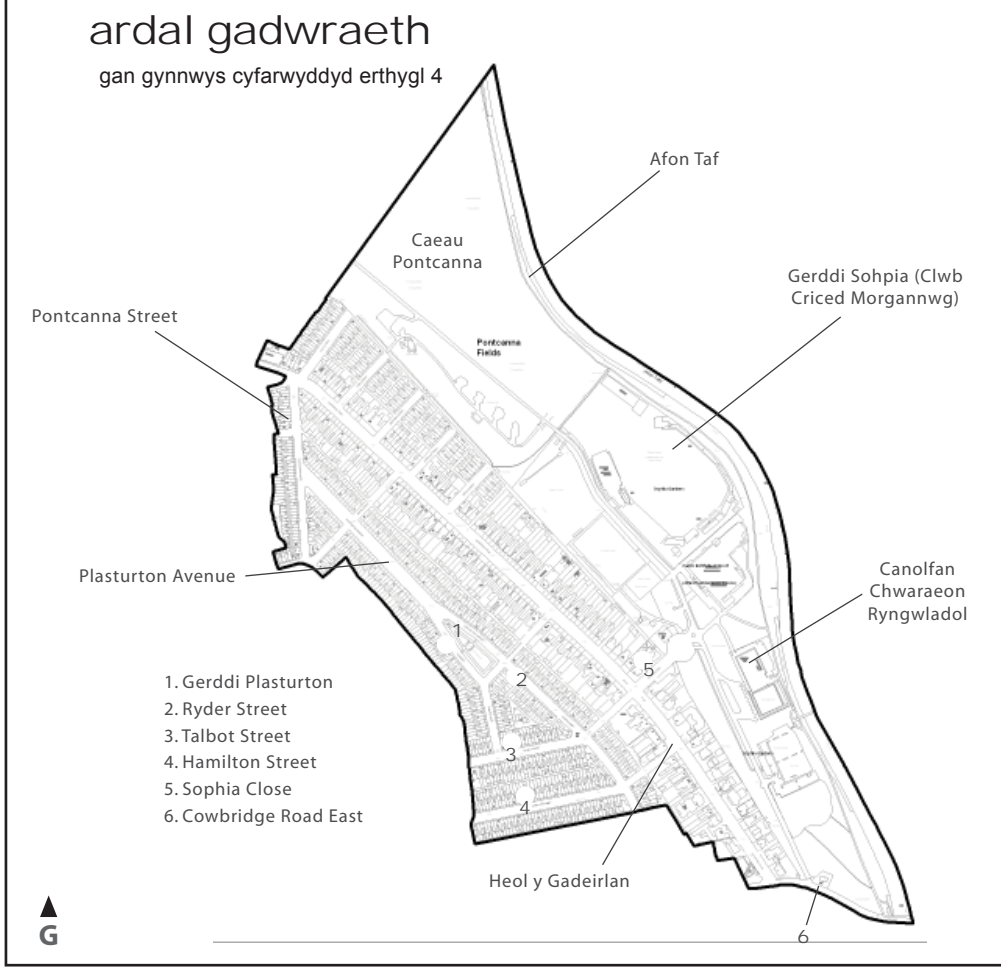 ardal gadwraeth
gan gynnwys cyfarwyddyd erthygl 4
Afon Taf
Caeau
Pontcanna
Gerddi Sohpia (Clwb
Criced Morgannwg)
Pontcanna Street
Pontcanna
Fields
Plasturton Avenue
Canolfan
Chwaraeon
Ryngwladol
1
5
2
3
4
1. Gerddi Plasturton
2. Ryder Street
3. Talbot Street
4. Hamilton Street
5. Sophia Close
6. Cowbridge Road East
Heol y Gadeirlan
6
G